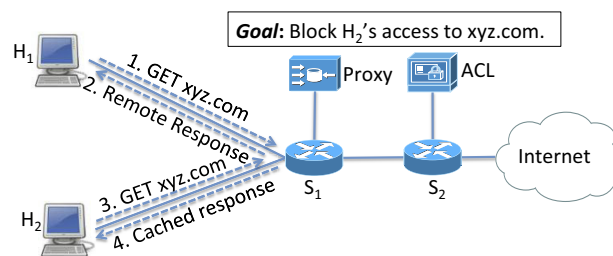 Goal: Block H2’s access to xyz.com.
H1
Proxy
ACL
1. GET xyz.com
2. Remote Response
3. GET xyz.com
4. Cached response
S1
S2
Internet
H2